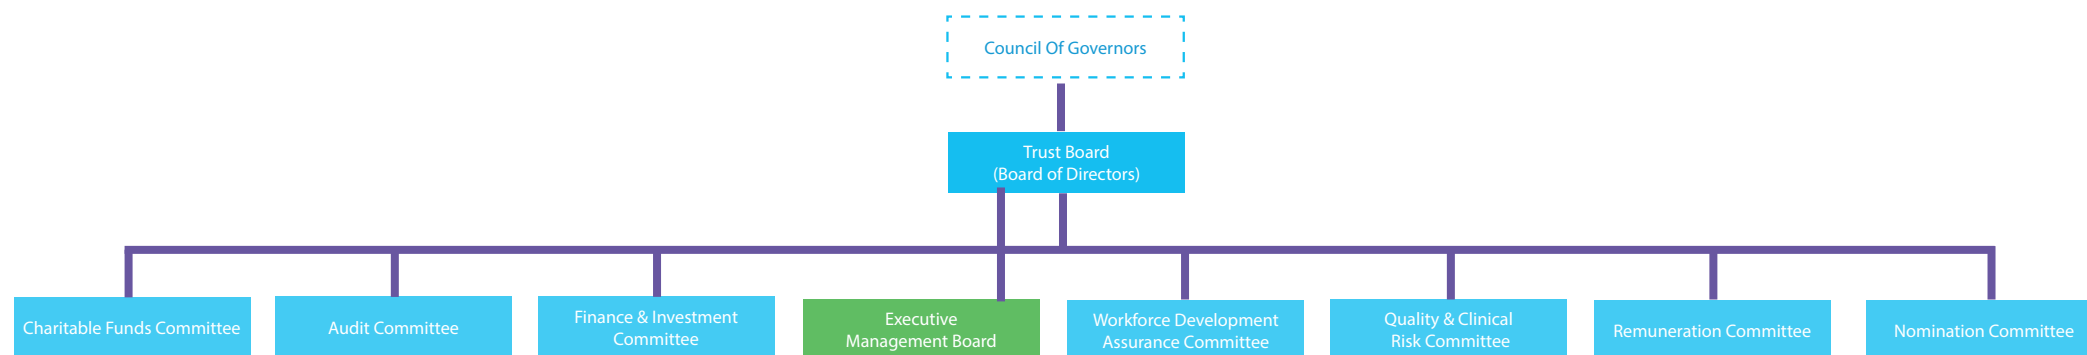 Council Of Governors
Trust Board
(Board of Directors)
Charitable Funds Committee
Audit Committee
Finance & Investment
Committee
Executive
Management Board
Workforce Development
Assurance Committee
Quality & Clinical
Risk Committee
Remuneration Committee
Nomination Committee